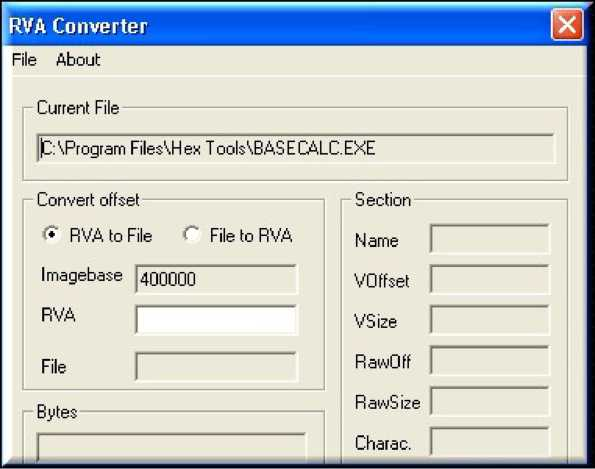 RVA Converter
File About
Current File
C:\Program Files\Hex Tools\BASECALC.EXE
Convert offset
RVA to File File to RVA
Imagebase 400000
RVA
File
Bytes
Section
Name
VOffset
VSize
RawOff
RawSize
Charac.